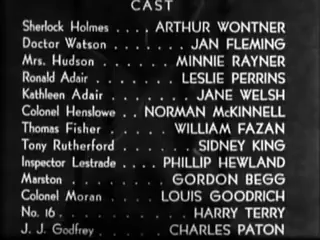 CAST
Sherlock Holmes .... ARTHUR WONTNER
Doctor Watson ....... JAN FLEMING
Mrs. Hudson ...... MINNIE RAYNER
Ronald Adair ...... LESLIE PERRINS
Kathleen Adair ....... JANE WELSH
Colonel Henslowe .. NORMAN McKINNELL
Thomas Fisher ..... WILLIAM FAZAN
Tony Rutherford ..... SIDNEY KING
Inspector Lestrade .... PHILLIP HEWLAND
Marston ......... GORDON BEGG
Colonel Moran ..... LOUIS GOODRICH
No. 16 .......... HARRY TERRY
J. J. Godfrey ..... CHARLES PATON